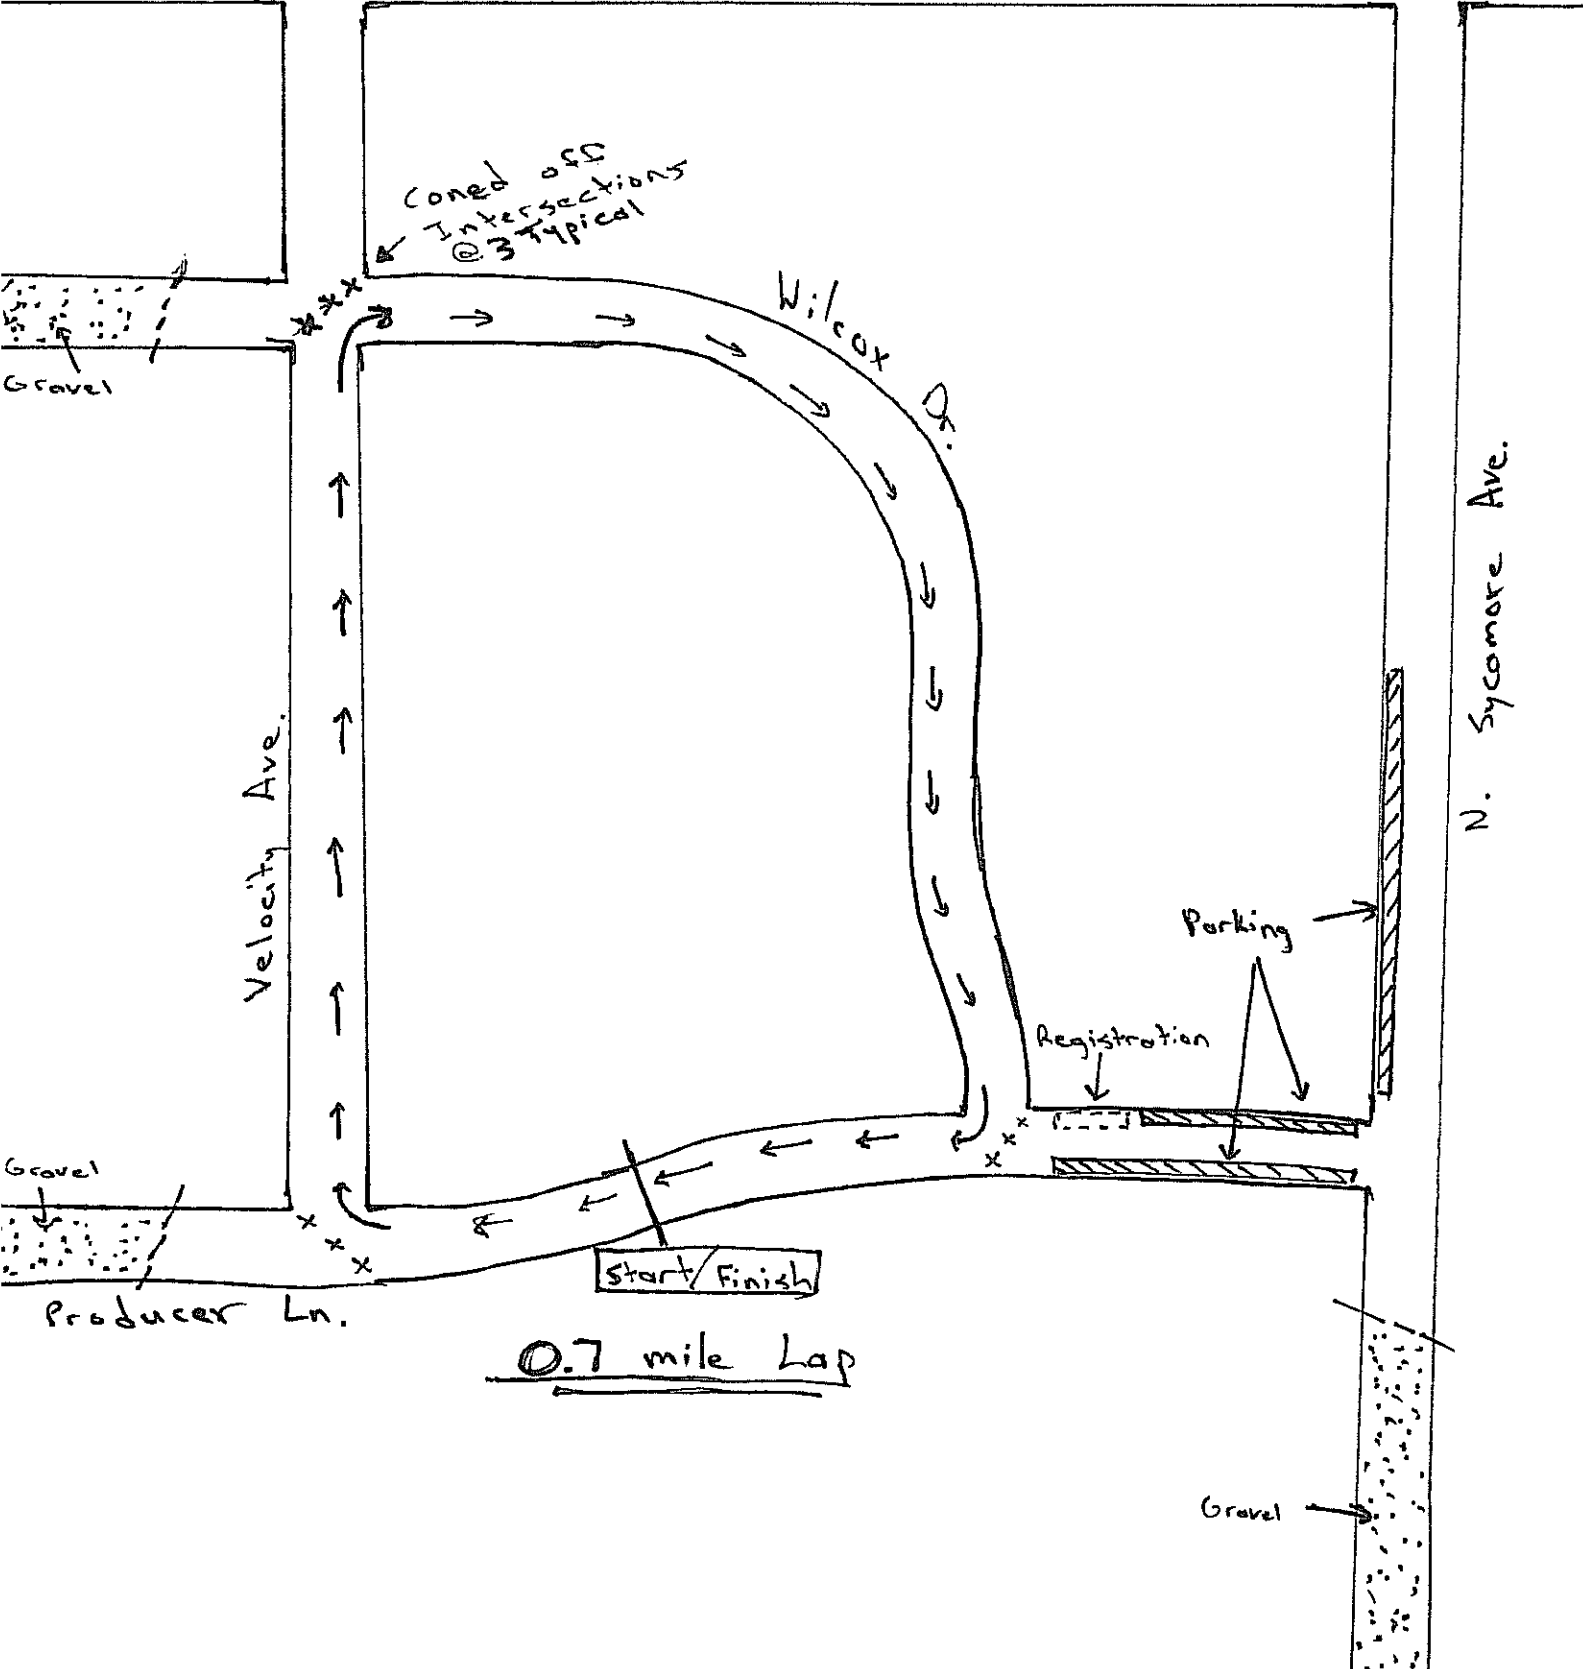 Coned off
Intersections
@3 Typical
Wilcox Dr.
Gravel
N. Sycamore Ave.
Velocity Ave.
Parking
Registration
Gravel
Start/Finish
Producer Ln.
0.7 mile Lap
Gravel